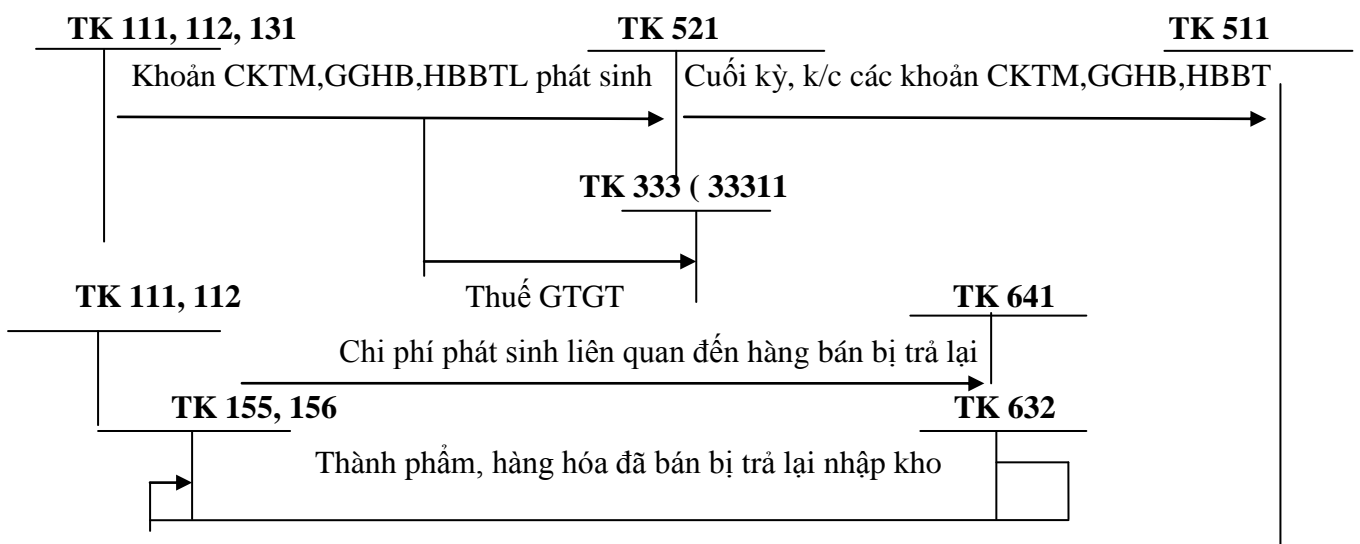 TK 111, 112, 131 TK 521 TK 511
Khoản CKTM,GGHB,HBBTL phát sinh Cuối kỳ, k/c các khoản CKTM,GGHB,HBBT
TK 333 ( 33311
Thuế GTGT
TK 111, 112 TK 641
Chi phí phát sinh liên quan đến hàng bán bị trả lại
TK 155, 156 TK 632
Thành phẩm, hàng hóa đã bán bị trả lại nhập kho